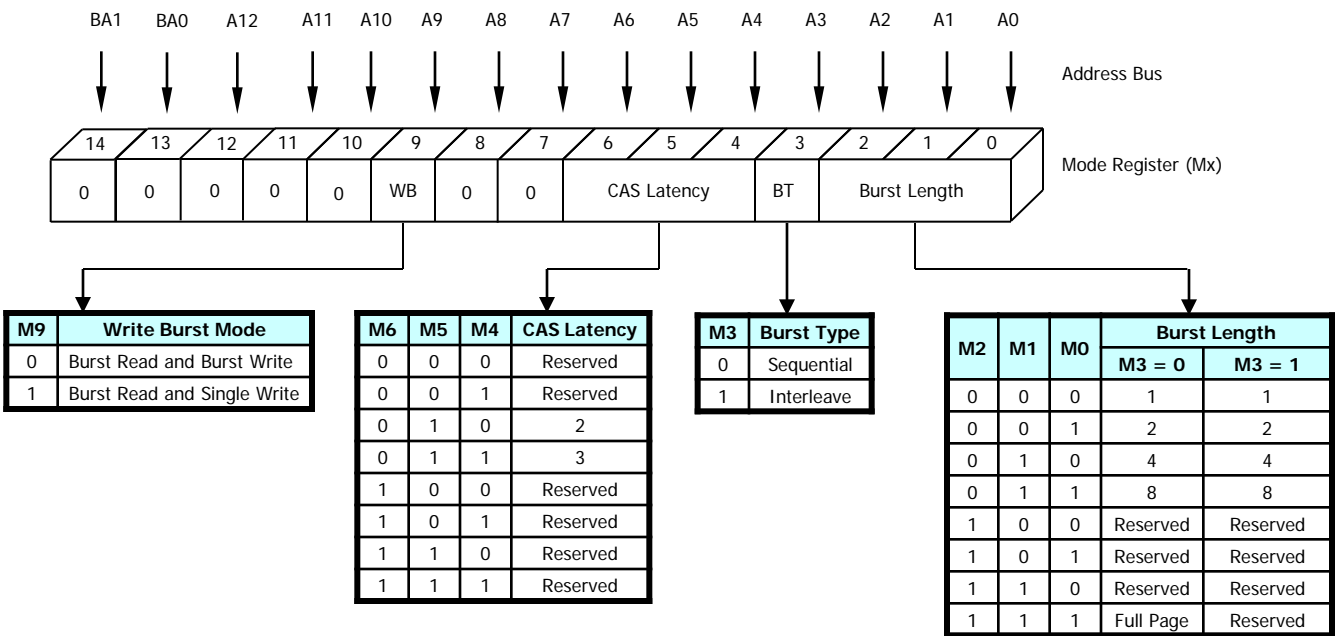 BA1 BA0 A12 A11 A10 A9 A8 A7 A6 A5 A4 A3 A2 A1 A0
Address Bus
14 13 12 11 10 9 8 7 6 5 4 3 2 1 0
Mode Register (Mx)
0 0 0 0 0 WB 0 0 CAS Latency BT Burst Length
M9 Write Burst Mode
0 Burst Read and Burst Write
1 Burst Read and Single Write
M6 M5 M4 CAS Latency
0 0 0 Reserved
0 0 1 Reserved
0 1 0 2
0 1 1 3
1 0 0 Reserved
1 0 1 Reserved
1 1 0 Reserved
1 1 1 Reserved
M3 Burst Type
0 Sequential
1 Interleave
M2 M1 M0 Burst Length
M3 = 0 M3 = 1
0 0 0 1 1
0 0 1 2 2
0 1 0 4 4
0 1 1 8 8
1 0 0 Reserved Reserved
1 0 1 Reserved Reserved
1 1 0 Reserved Reserved
1 1 1 Full Page Reserved